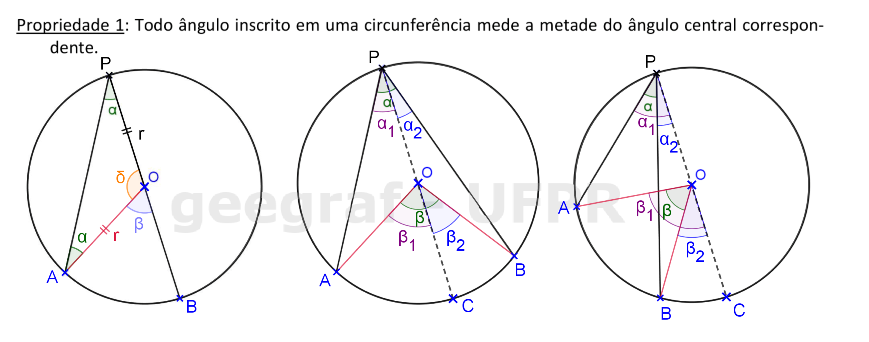 Propriedade 1: Todo ângulo inscrito em uma circunferência mede a metade do ângulo central correspon-
dente.
P
α
r
δ
O
β
α
r
A
B
P
α
α1
α2
O
β
β1
β2
A
B
C
P
α
α1
α2
O
A
β1
β
β2
B
C
geegrafia UFPR